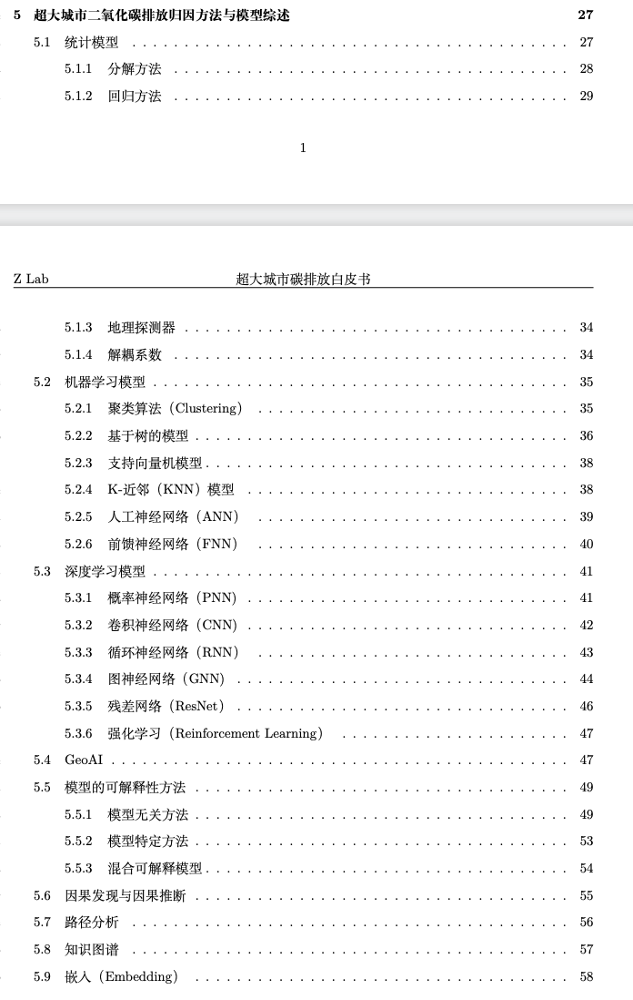 5 超大城市二氧化碳排放归因方法与模型综述 27
5.1 统计模型 . . . . . . . . . . . . . . . . . . . . . . . . . . . . . . . . . . . . . . . . . 27
5.1.1 分解方法 . . . . . . . . . . . . . . . . . . . . . . . . . . . . . . . . . . . . . 28
5.1.2 回归方法 . . . . . . . . . . . . . . . . . . . . . . . . . . . . . . . . . . . . . 29
1
Z Lab 超大城市碳排放白皮书
5.1.3 地理探测器 . . . . . . . . . . . . . . . . . . . . . . . . . . . . . . . . . . . . 34
5.1.4 解耦系数 . . . . . . . . . . . . . . . . . . . . . . . . . . . . . . . . . . . . . 34
5.2 机器学习模型 . . . . . . . . . . . . . . . . . . . . . . . . . . . . . . . . . . . . . . . 35
5.2.1 聚类算法（Clustering） . . . . . . . . . . . . . . . . . . . . . . . . . . . . . 35
5.2.2 基于树的模型 . . . . . . . . . . . . . . . . . . . . . . . . . . . . . . . . . . . 36
5.2.3 支持向量机模型 . . . . . . . . . . . . . . . . . . . . . . . . . . . . . . . . . . 38
5.2.4 K-近邻（KNN）模型 . . . . . . . . . . . . . . . . . . . . . . . . . . . . . . 38
5.2.5 人工神经网络（ANN） . . . . . . . . . . . . . . . . . . . . . . . . . . . . . 39
5.2.6 前馈神经网络（FNN） . . . . . . . . . . . . . . . . . . . . . . . . . . . . . 40
5.3 深度学习模型 . . . . . . . . . . . . . . . . . . . . . . . . . . . . . . . . . . . . . . . 41
5.3.1 概率神经网络（PNN) . . . . . . . . . . . . . . . . . . . . . . . . . . . . . . 41
5.3.2 卷积神经网络（CNN) . . . . . . . . . . . . . . . . . . . . . . . . . . . . . . 42
5.3.3 循环神经网络（RNN） . . . . . . . . . . . . . . . . . . . . . . . . . . . . . 43
5.3.4 图神经网络（GNN) . . . . . . . . . . . . . . . . . . . . . . . . . . . . . . . 44
5.3.5 残差网络（ResNet） . . . . . . . . . . . . . . . . . . . . . . . . . . . . . . . 46
5.3.6 强化学习（Reinforcement Learning） . . . . . . . . . . . . . . . . . . . . . 47
5.4 GeoAI . . . . . . . . . . . . . . . . . . . . . . . . . . . . . . . . . . . . . . . . . . . 47
5.5 模型的可解释性方法 . . . . . . . . . . . . . . . . . . . . . . . . . . . . . . . . . . . 49
5.5.1 模型无关方法 . . . . . . . . . . . . . . . . . . . . . . . . . . . . . . . . . . . 49
5.5.2 模型特定方法 . . . . . . . . . . . . . . . . . . . . . . . . . . . . . . . . . . . 53
5.5.3 混合可解释模型 . . . . . . . . . . . . . . . . . . . . . . . . . . . . . . . . . . 54
5.6 因果发现与因果推断 . . . . . . . . . . . . . . . . . . . . . . . . . . . . . . . . . . . 55
5.7 路径分析 . . . . . . . . . . . . . . . . . . . . . . . . . . . . . . . . . . . . . . . . . 56
5.8 知识图谱 . . . . . . . . . . . . . . . . . . . . . . . . . . . . . . . . . . . . . . . . . 57
5.9 嵌入（Embedding） . . . . . . . . . . . . . . . . . . . . . . . . . . . . . . . . . . . 58